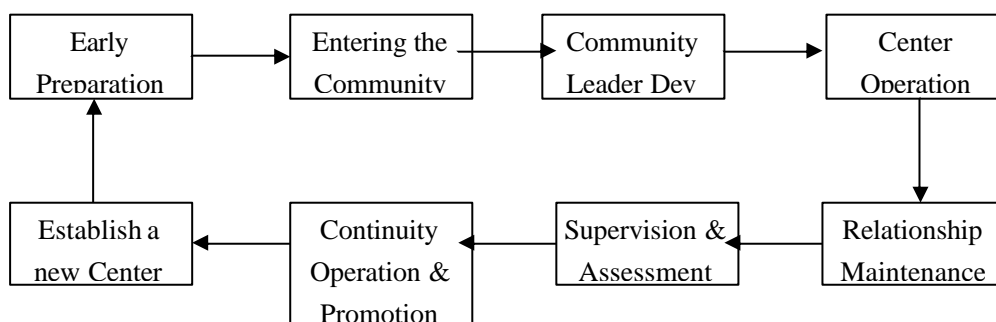 Early
Preparation
Entering the
Community
Community
Leader Dev
Center
Operation
Establish a
new Center
Continuity
Operation &
Promotion
Supervision &
Assessment
Relationship
Maintenance